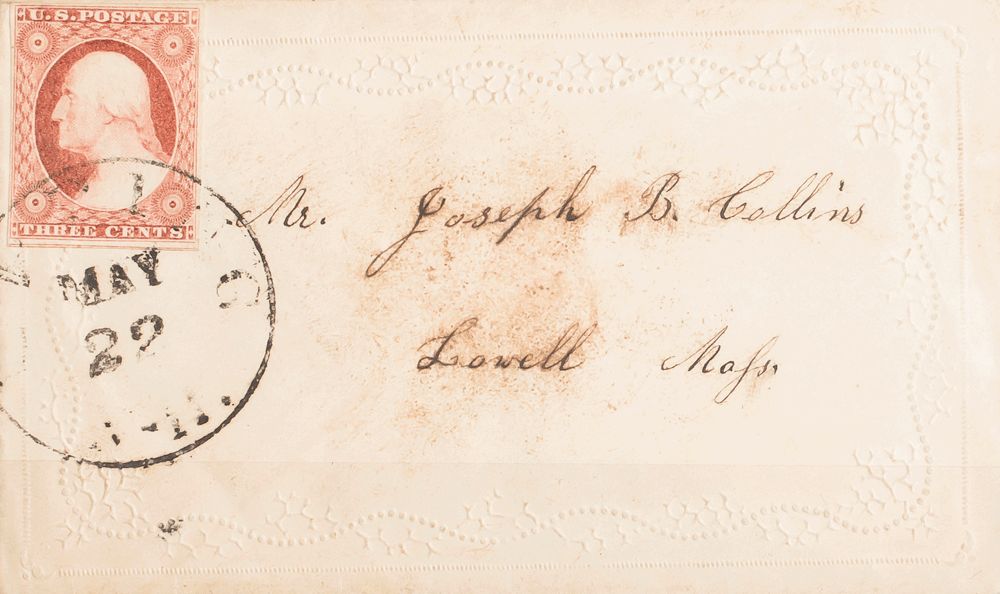 U.S. POSTAGE
THREE CENTS
MAY
22
N.H.
Mr. Joseph B. Collins
Lowell Mass.